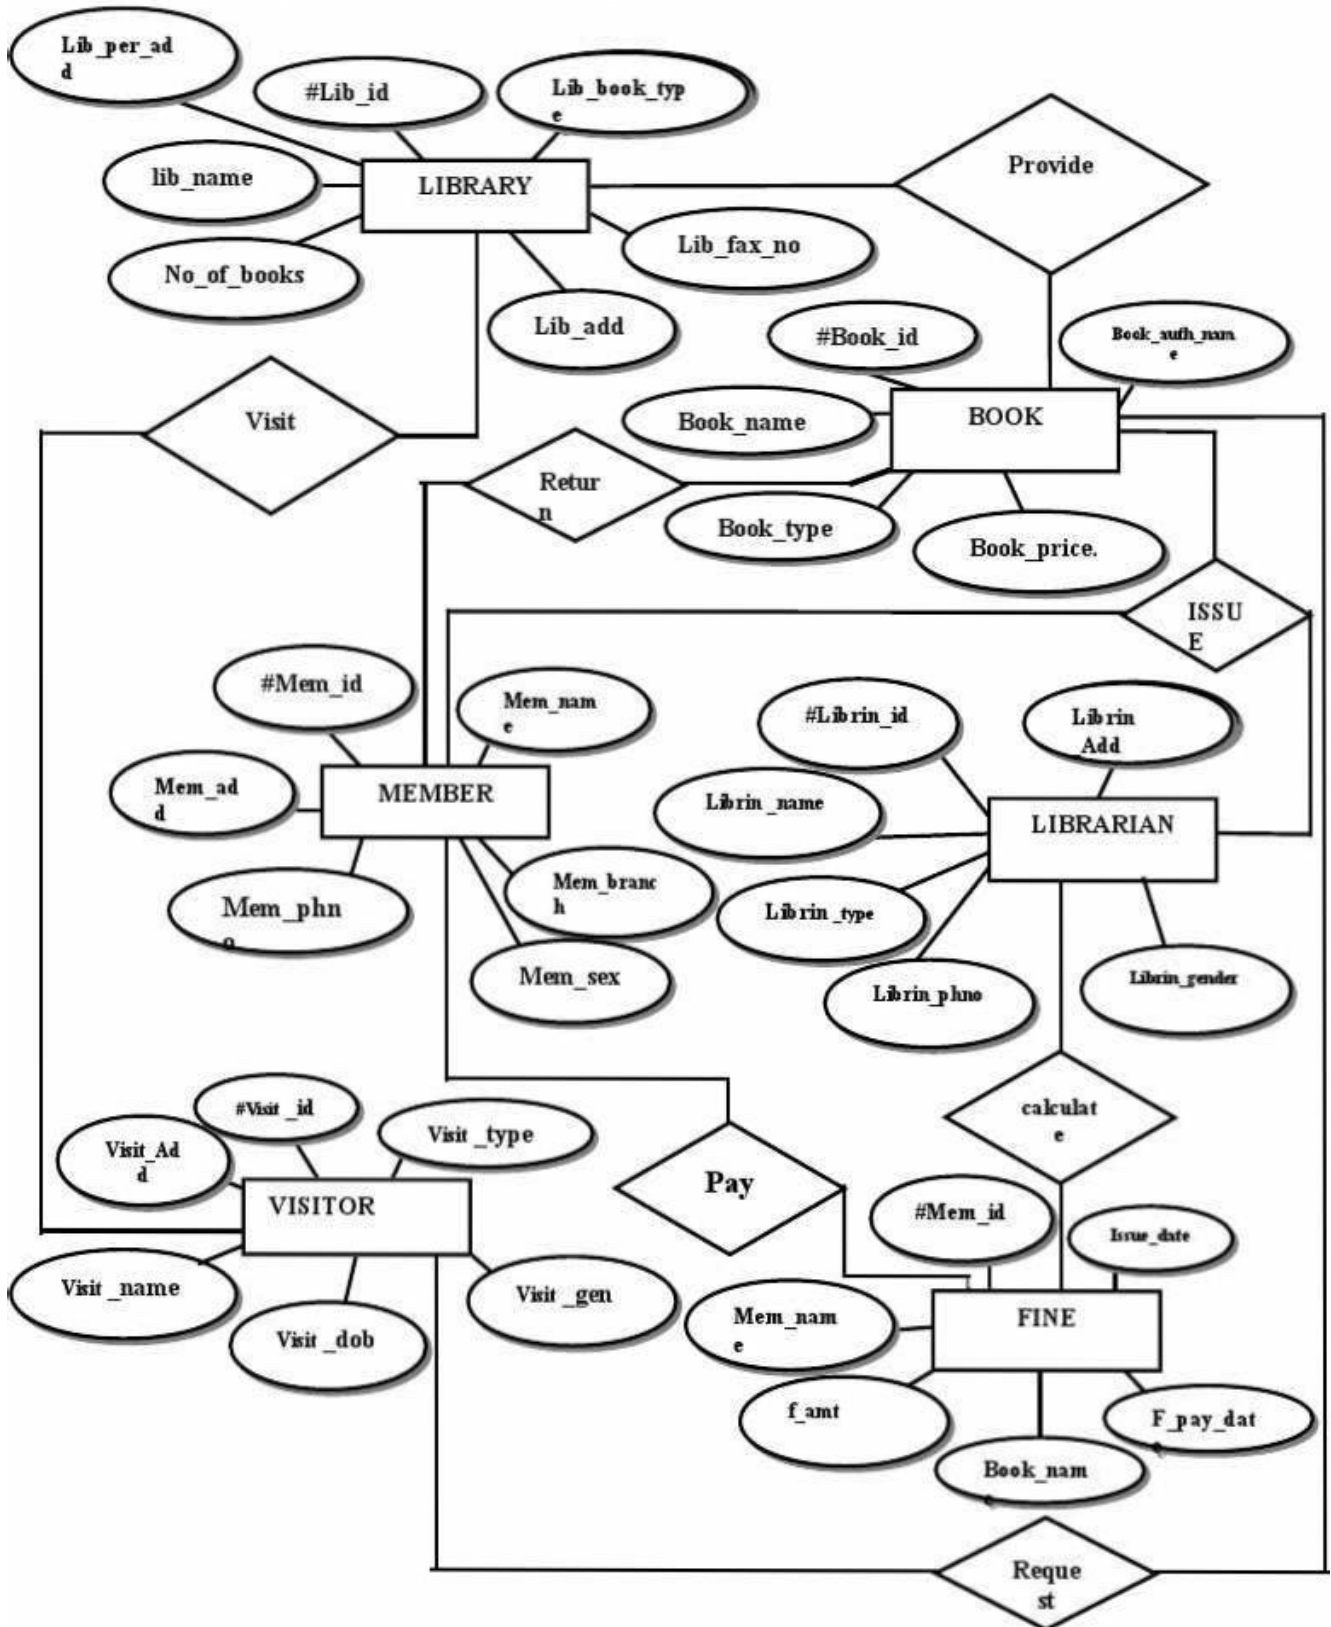 Lib_per_ad
d
#Lib_id
Lib_book_typ
e
Provide
lib_name
LIBRARY
Lib_fax_no
No_of_books
Lib_add
#Book_id
Book_auth_nam
e
Visit
Book_name
BOOK
Retur
n
Book_type
Book_price.
ISSU
E
#Mem_id
Mem_nam
e
#Librin_id
Librin
_Add
Mem_ad
d
MEMBER
Librin_name
LIBRARIAN
Mem_phn
o
Mem_branc
h
Librin_type
Mem_sex
Librin_phno
Librin_gender
#Visit_id
Visit_type
calculat
e
Visit_Ad
d
Pay
VISITOR
#Mem_id
Issue_date
Visit_name
Visit_gen
Visit_dob
Mem_nam
e
FINE
f_amt
F_pay_dat
e
Book_nam
e
Reque
st